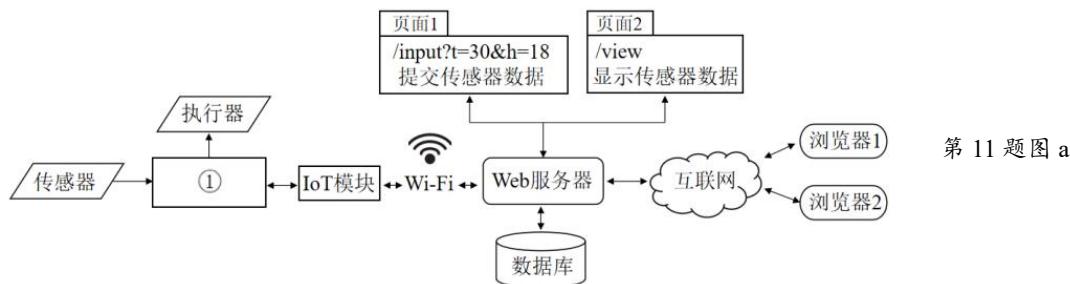 页面1
/input?t=30&h=18
提交传感器数据
页面2
/view
显示传感器数据
执行器
传感器
①
IoT模块
Wi-Fi
Web服务器
互联网
浏览器1
浏览器2
数据库
第 11 题图 a